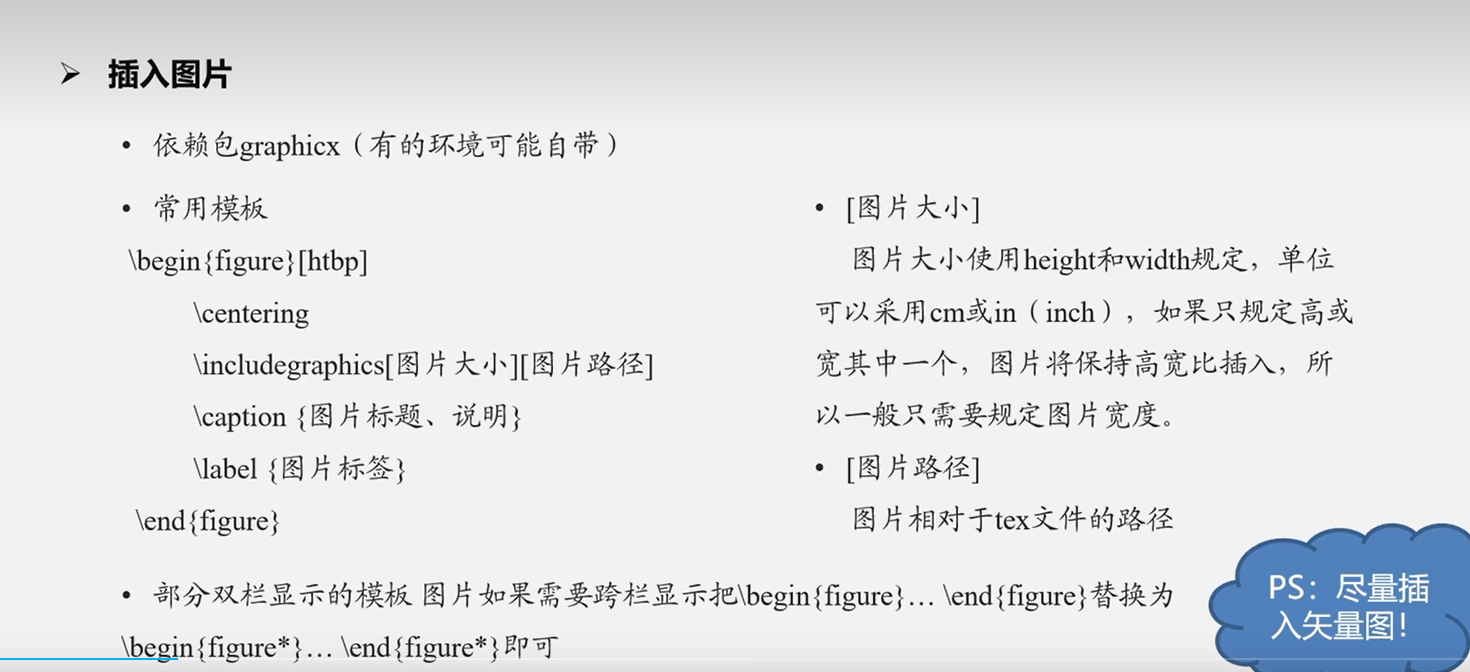 插入图片
• 依赖包graphicx（有的环境可能自带）
• 常用模板
\begin{figure}[htbp]
\centering
\includegraphics[图片大小][图片路径]
\caption {图片标题、说明}
\label {图片标签}
\end{figure}
• [图片大小]
图片大小使用height和width规定，单位
可以采用cm或in（inch），如果只规定高或
宽其中一个，图片将保持高宽比插入，所
以一般只需要规定图片宽度。
• [图片路径]
图片相对于tex文件的路径
• 部分双栏显示的模板 图片如果需要跨栏显示把\begin{figure}… \end{figure}替换为
\begin{figure*}… \end{figure*}即可
PS：尽量插
入矢量图！